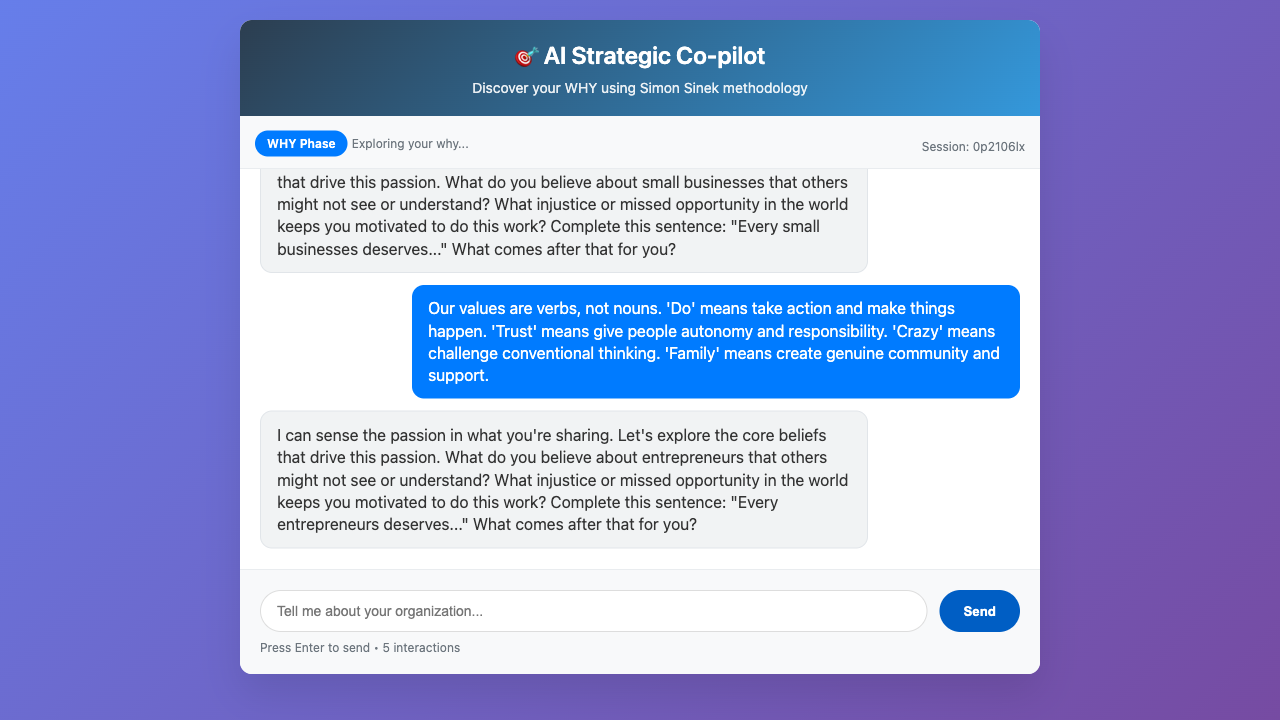 🎯 AI Strategic Co-pilot
Discover your WHY using Simon Sinek methodology
WHY Phase Exploring your why...
Session: 0p2106lx
that drive this passion. What do you believe about small businesses that others
might not see or understand? What injustice or missed opportunity in the world
keeps you motivated to do this work? Complete this sentence: "Every small
businesses deserves..." What comes after that for you?
Our values are verbs, not nouns. 'Do' means take action and make things
happen. 'Trust' means give people autonomy and responsibility. 'Crazy' means
challenge conventional thinking. 'Family' means create genuine community and
support.
I can sense the passion in what you're sharing. Let's explore the core beliefs
that drive this passion. What do you believe about entrepreneurs that others
might not see or understand? What injustice or missed opportunity in the world
keeps you motivated to do this work? Complete this sentence: "Every
entrepreneurs deserves..." What comes after that for you?
Tell me about your organization...
Send
Press Enter to send • 5 interactions